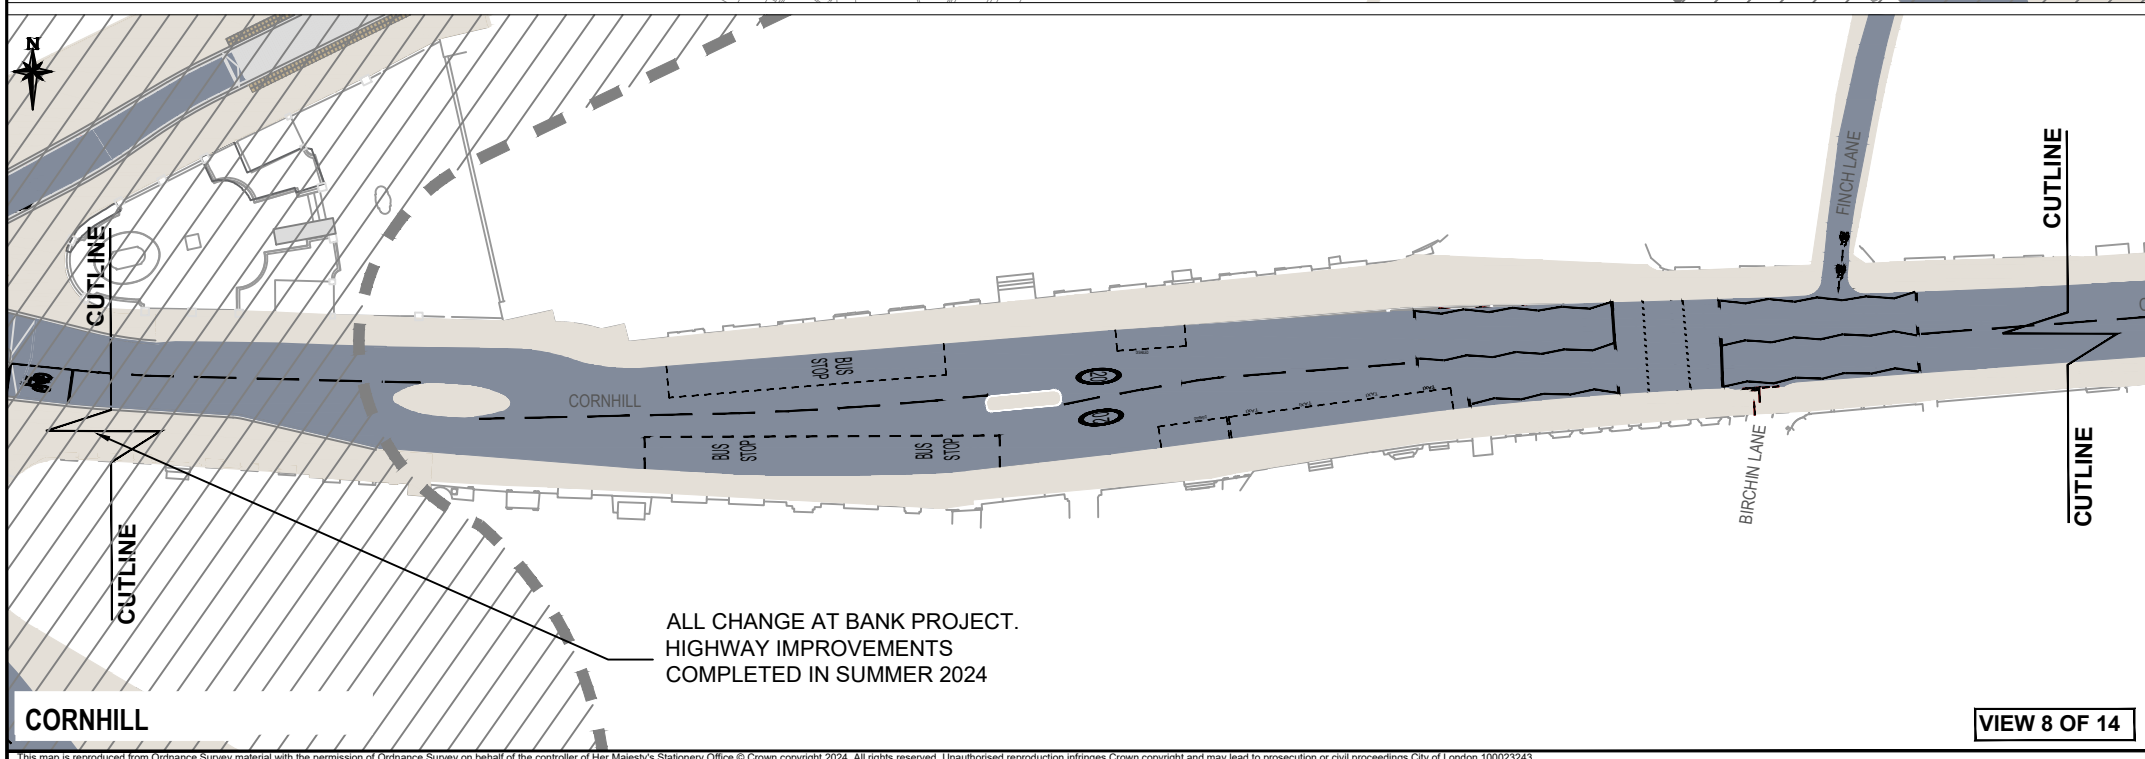 N
CUTLINE
CUTLINE
FINCH LANE
BUS
STOP
CORNHILL
20
20
BUS
STOP
BUS
STOP
TAXI
TAXI
TAXI
BIRCHIN LANE
CUTLINE
CUTLINE
ALL CHANGE AT BANK PROJECT.
HIGHWAY IMPROVEMENTS
COMPLETED IN SUMMER 2024
CORNHILL
VIEW 8 OF 14
This map is reproduced from Ordnance Survey material with the permission of Ordnance Survey on behalf of the controller of Her Majesty's Stationery Office © Crown copyright 2024. All rights reserved. Unauthorised reproduction infringes Crown copyright and may lead to prosecution or civil proceedings City of London 100023243